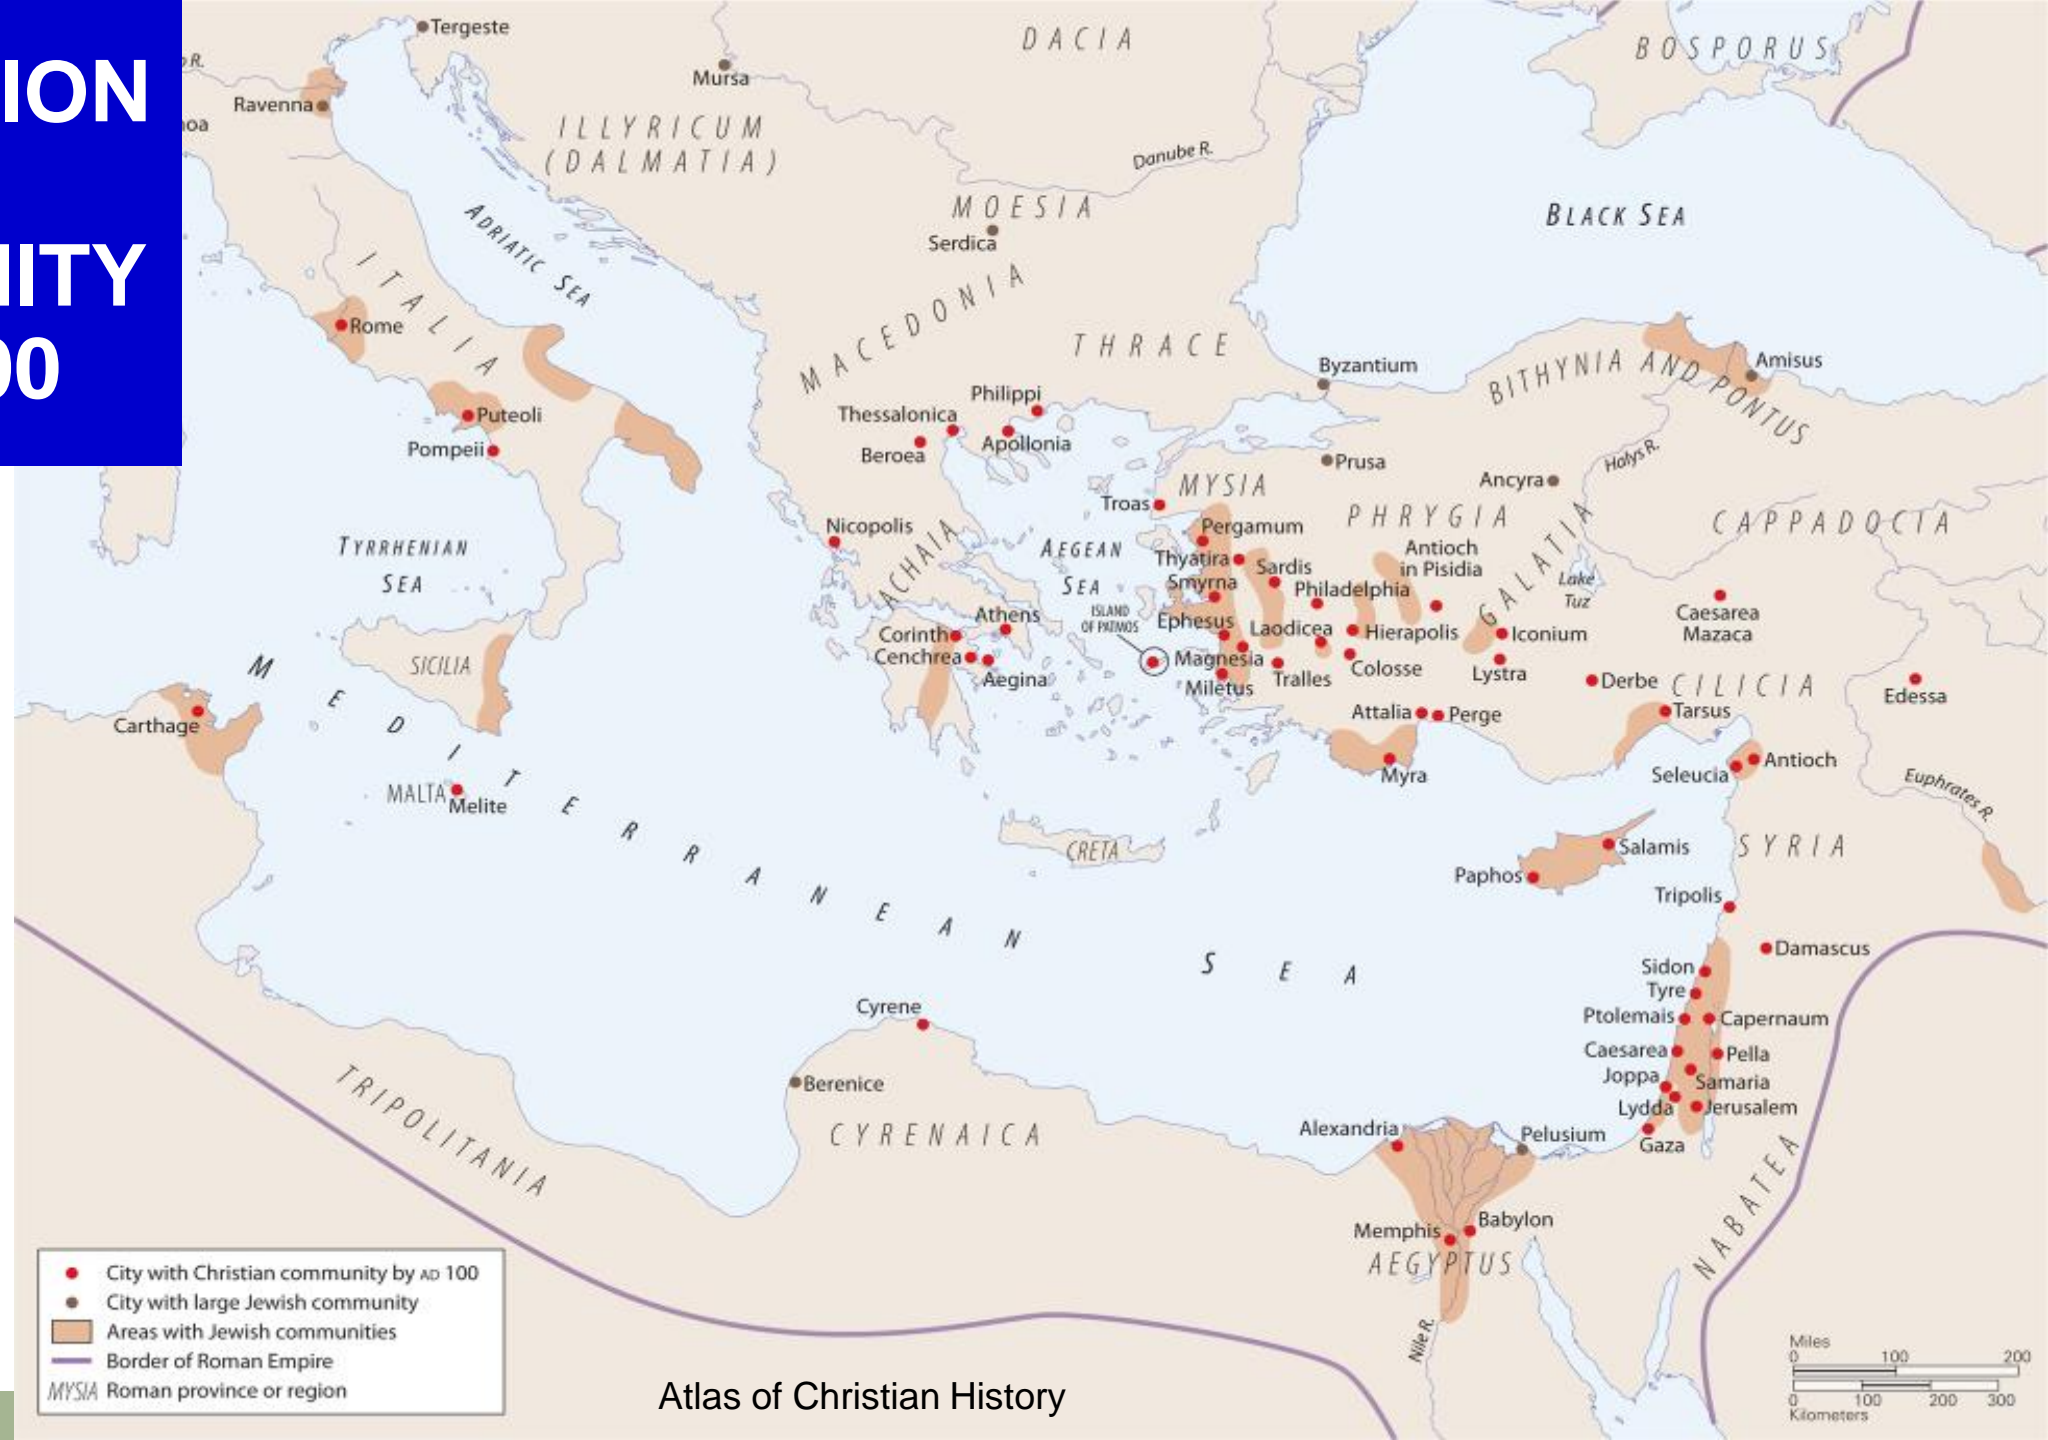 ION
NITY
00
Tergeste
DACIA
BOSPORUS
R.
Mursa
Ravenna
noa
ILLYRICUM
(DALMATIA)
Danube R.
MOESIA
BLACK SEA
Serdica
ADRIATIC SEA
ITALIA
MACEDONIA
Rome
THRACE
Byzantium
BITHYNIA AND PONTUS
Amisus
Philippi
Thessalonica
Puteoli
Apollonia
Pompeii
Beroea
Prusa
Halys R.
Ancyra
MYSIA
Troas
PHRYGIA
CAPPADOCIA
Nicopolis
Pergamum
TYRRHENIAN
SEA
ACHAIA
AEGEAN
SEA
Antioch
in Pisidia
GALATIA
Thyatira
Sardis
Smyrna
Philadelphia
Lake
Tuz
ISLAND
OF PATMOS
Athens
Caesarea
Mazaca
Ephesus
Laodicea
Hierapolis
Iconium
Corinth
Cenchrea
Magnesia
Colosse
SICILIA
Aegina
Miletus
Tralles
Lystra
Derbe
CILICIA
Edessa
Carthage
Attalia
Perge
Tarsus
MEDITERRANEAN SEA
Antioch
Seleucia
Myra
MALTA
Melite
Euphrates R.
CRETA
Salamis
SYRIA
Paphos
Tripolis
Damascus
Sidon
Tyre
Cyrene
Ptolemais
Capernaum
Caesarea
Pella
TRIPOLITANIA
Berenice
Joppa
Samaria
Lydda
Jerusalem
CYRENAICA
Alexandria
Pelusium
Gaza
NABATEA
Memphis
Babylon
AEGYPTUS
Nile R.
City with Christian community by AD 100
City with large Jewish community
Areas with Jewish communities
Border of Roman Empire
MYSIA Roman province or region
Atlas of Christian History
Miles
0 100 200
0 100 200 300
Kilometers